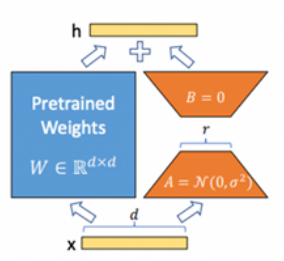 h
Pretrained
Weights
W ∈ ℝ^{d×d}
B = 0
r
A = 𝒩(0, σ²)
d
x